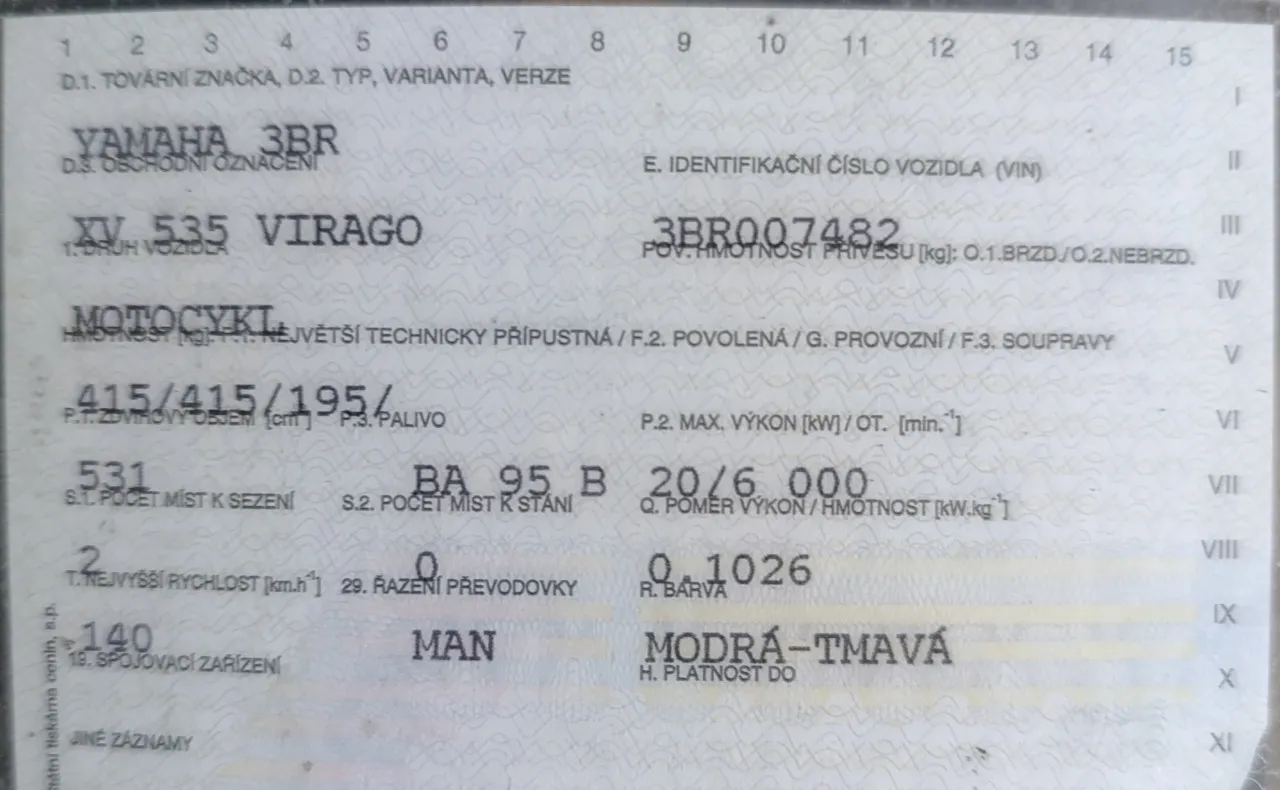 1 2 3 4 5 6 7 8 9 10 11 12 13 14 15
D.1. TOVÁRNÍ ZNAČKA, D.2. TYP, VARIANTA, VERZE
I
YAMAHA 3BR
D.3. OBCHODNÍ OZNAČENÍ E. IDENTIFIKAČNÍ ČÍSLO VOZIDLA (VIN)
II
XV 535 VIRAGO 3BR007482
III
1. DRUH VOZIDLA POV. HMOTNOST PŘÍVĚSU [kg]: O.1.BRZD./O.2.NEBRZD.
IV
MOTOCYKL
HMOTNOST [kg]: F.1. NEJVĚTŠÍ TECHNICKY PŘÍPUSTNÁ / F.2. POVOLENÁ / G. PROVOZNÍ / F.3. SOUPRAVY
V
415/415/195/
P.1. ZDVIHOVÝ OBJEM [cm³] P.3. PALIVO P.2. MAX. VÝKON [kW] / OT. [min.⁻¹]
VI
531 BA 95 B 20/6 000
VII
S.1. POČET MÍST K SEZENÍ S.2. POČET MÍST K STÁNÍ Q. POMĚR VÝKON / HMOTNOST [kW.kg⁻¹]
2 0 0,1026
VIII
T. NEJVYŠŠÍ RYCHLOST [km.h⁻¹] 29. ŘAZENÍ PŘEVODOVKY R. BARVA
IX
140 MAN MODRÁ-TMAVÁ
19. SPOJOVACÍ ZAŘÍZENÍ H. PLATNOST DO
X
JINÉ ZÁZNAMY
XI
Státní tiskárna cenin, s.p.